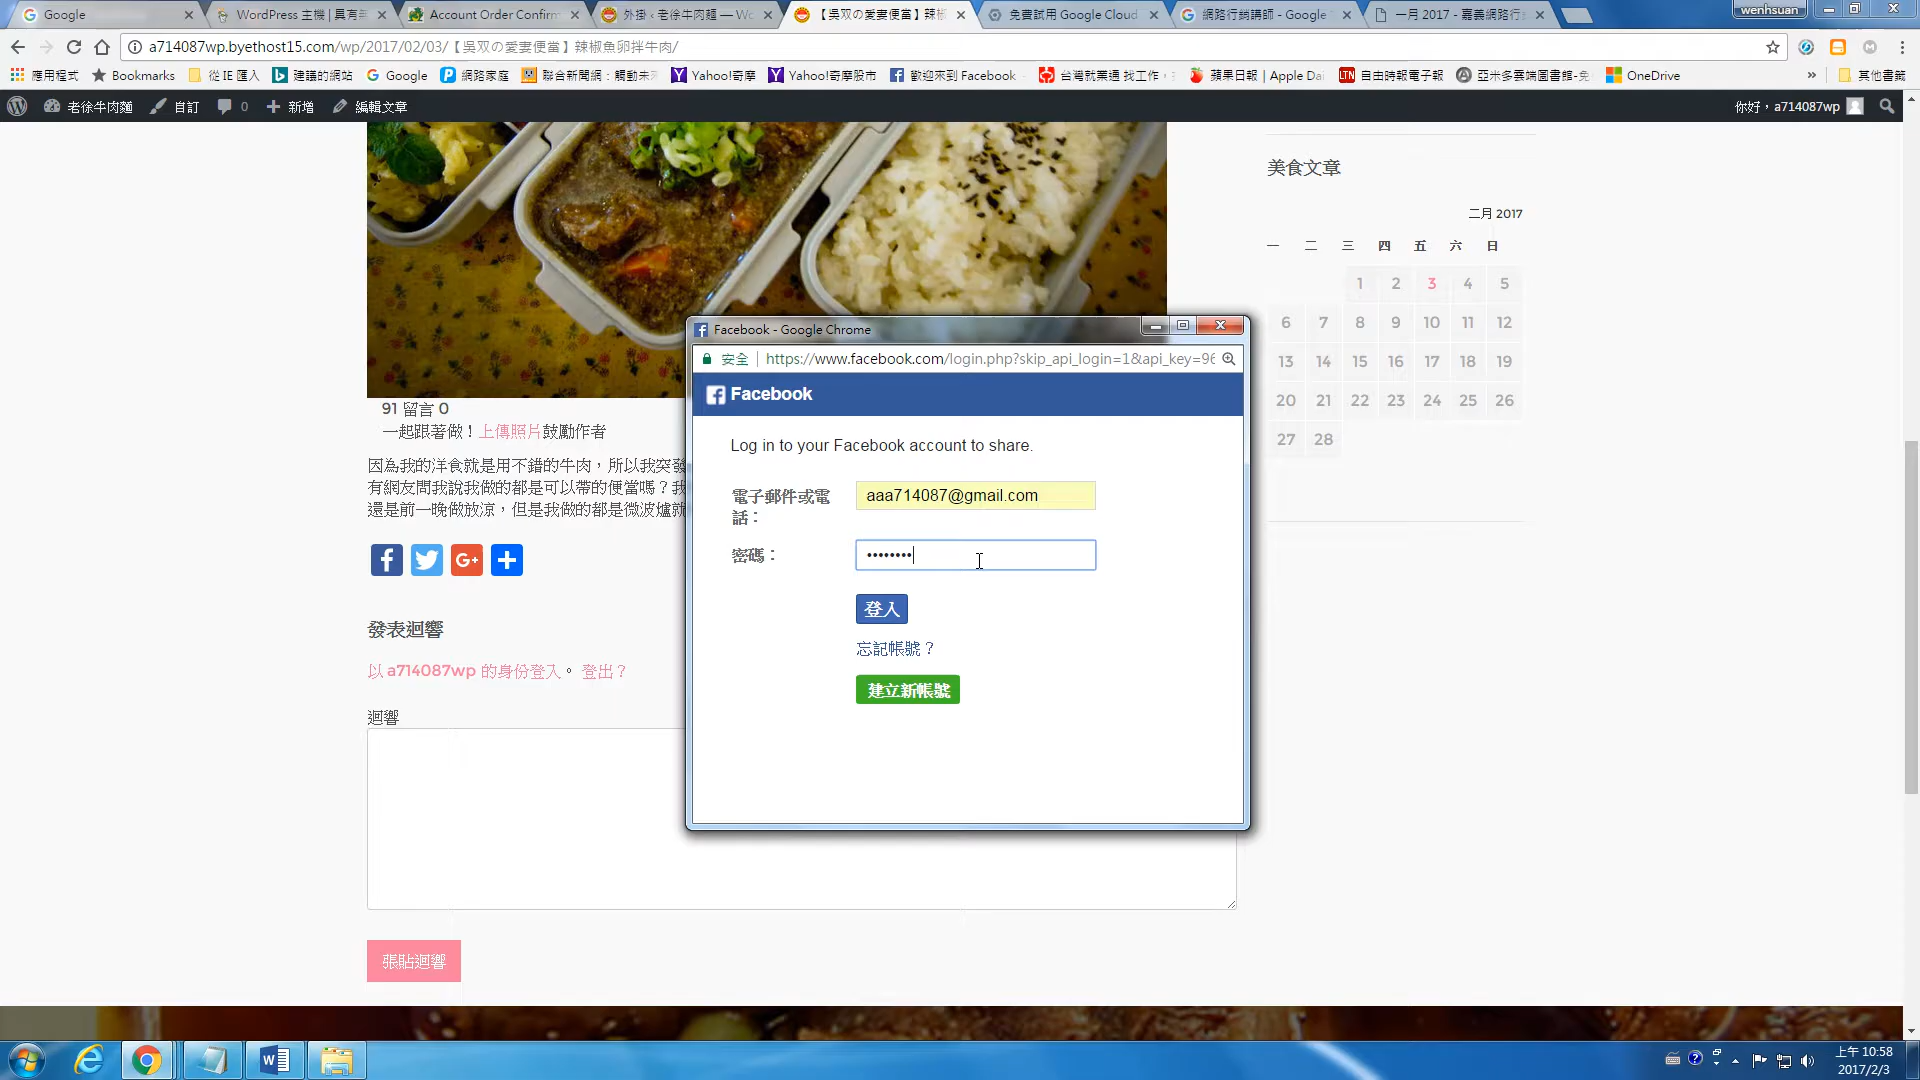 Google
WordPress 主機 | 具有無
Account Order Confirm
外掛 ‹ 老徐牛肉麵 — Wo
【吳双の愛妻便當】辣椒
免費試用 Google Cloud
網路行銷講師 - Google
一月 2017 - 嘉義網路行
wenhsuan
a714087wp.byethost15.com/wp/2017/02/03/【吳双の愛妻便當】辣椒魚卵拌牛肉/
應用程式
Bookmarks
從 IE 匯入
建議的網站
Google
網路家庭
聯合新聞網：觸動未
Yahoo!奇摩
Yahoo!奇摩股市
歡迎來到 Facebook
台灣就業通 找工作，
蘋果日報 | Apple Dai
自由時報電子報
亞米多雲端圖書館-免
OneDrive
»
其他書籤
老徐牛肉麵
自訂
0
新增
編輯文章
你好，a714087wp
美食文章
二月 2017
一 二 三 四 五 六 日
1 2 3 4 5
6 7 8 9 10 11 12
13 14 15 16 17 18 19
20 21 22 23 24 25 26
27 28
91 留言 0
一起跟著做！上傳照片鼓勵作者
因為我的洋食就是用不錯的牛肉，所以我突發
有網友問我說我做的都是可以帶的便當嗎？我
還是前一晚做放涼，但是我做的都是微波爐就
發表迴響
以 a714087wp 的身份登入。 登出？
迴響
張貼迴響
Facebook - Google Chrome
安全
https://www.facebook.com/login.php?skip_api_login=1&api_key=96
Facebook
Log in to your Facebook account to share.
電子郵件或電
話：
aaa714087@gmail.com
密碼：
••••••••
登入
忘記帳號？
建立新帳號
上午 10:58
2017/2/3